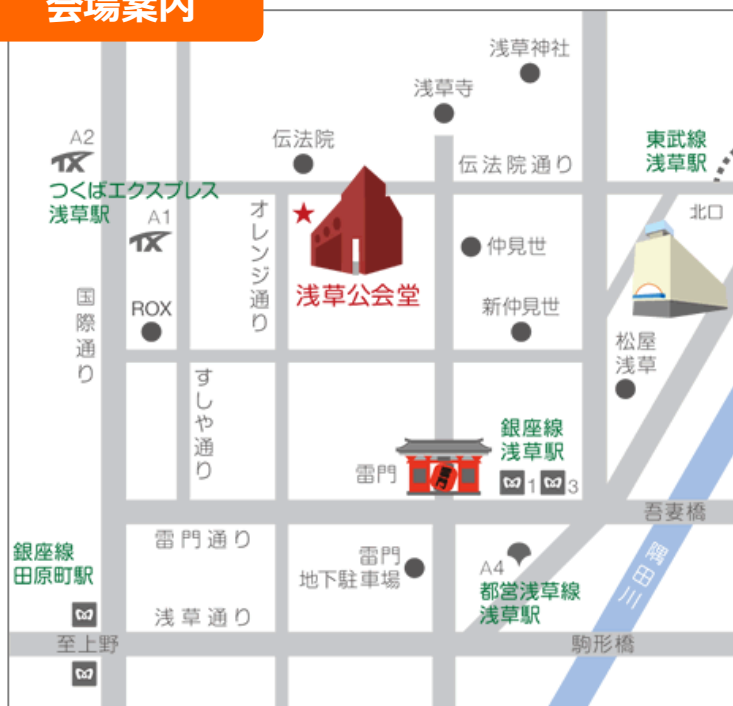 会場案内
浅草神社
浅草寺
A2
TX
つくばエクスプレス
浅草駅
伝法院
伝法院通り
東武線
浅草駅
北口
A1
TX
オレンジ通り
★
浅草公会堂
仲見世
国際通り
ROX
新仲見世
松屋
浅草
すしや通り
雷門
銀座線
浅草駅
1
3
吾妻橋
雷門通り
銀座線
田原町駅
雷門
地下駐車場
A4
都営浅草線
浅草駅
隅田川
浅草通り
至上野
駒形橋